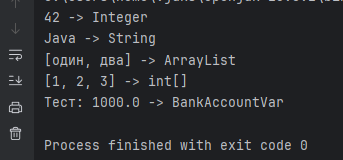 42 -> Integer
Java -> String
[один, два] -> ArrayList
[1, 2, 3] -> int[]
Тест: 1000.0 -> BankAccountVar
Process finished with exit code 0